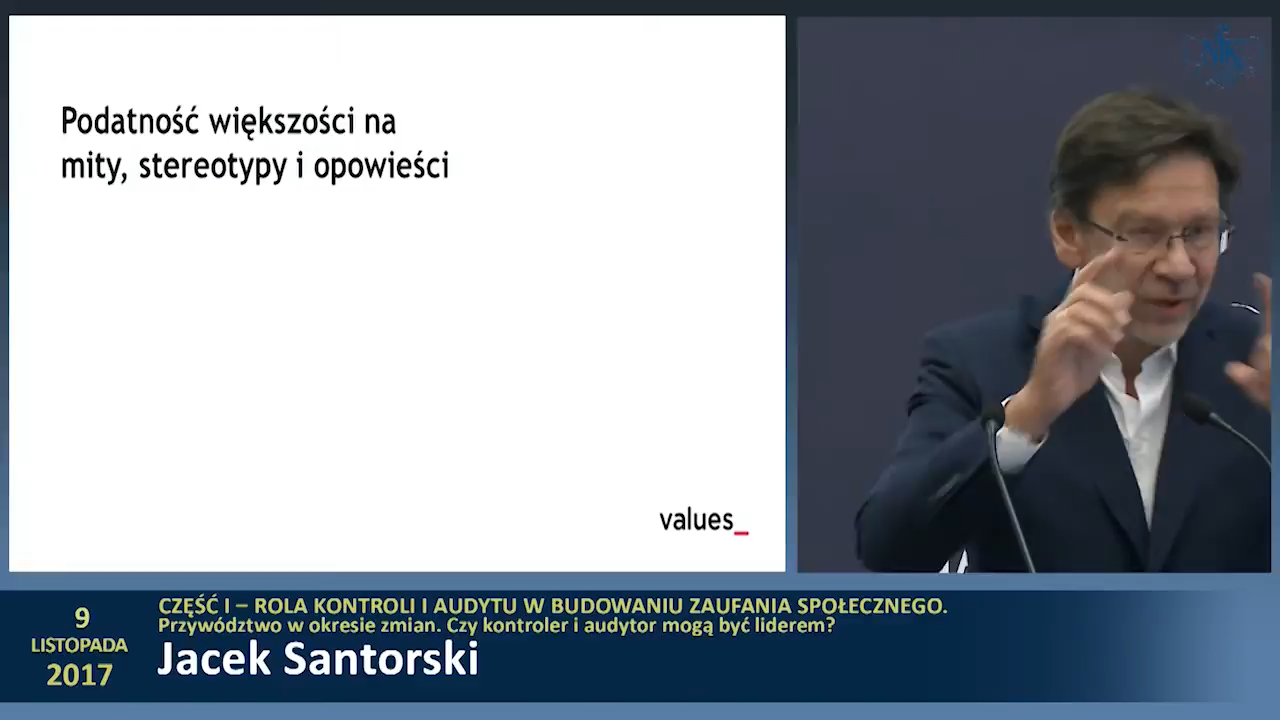 Podatność większości na
mity, stereotypy i opowieści
values_
9
LISTOPADA
2017
CZĘŚĆ I – ROLA KONTROLI I AUDYTU W BUDOWANIU ZAUFANIA SPOŁECZNEGO.
Przywództwo w okresie zmian. Czy kontroler i audytor mogą być liderem?
Jacek Santorski